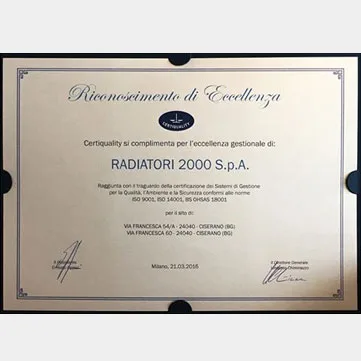 Riconoscimento di Eccellenza
CERTIQUALITY
Certiquality si complimenta per l'eccellenza gestionale di:
RADIATORI 2000 S.p.A.
Raggiunta con il traguardo della certificazione dei Sistemi di Gestione
per la Qualità, l'Ambiente e la Sicurezza conformi alle norme
ISO 9001, ISO 14001, BS OHSAS 18001
per il sito di:
VIA FRANCESCA 54/A - 24040 - CISERANO (BG)
VIA FRANCESCA 60 - 24040 - CISERANO (BG)
Il Presidente
Milano, 21.03.2016
Il Direttore Generale